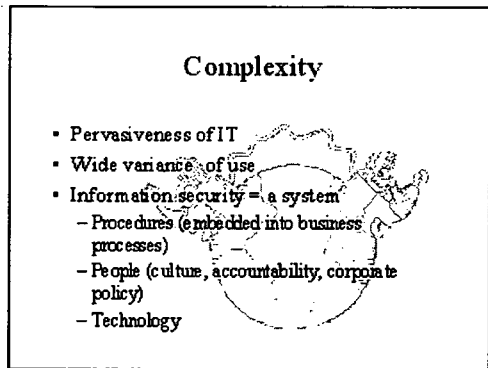 Complexity
▪ Pervasiveness of IT
▪ Wide variance of use
▪ Information security = a system
– Procedures (embedded into business
processes)
– People (culture, accountability, corporate
policy)
– Technology